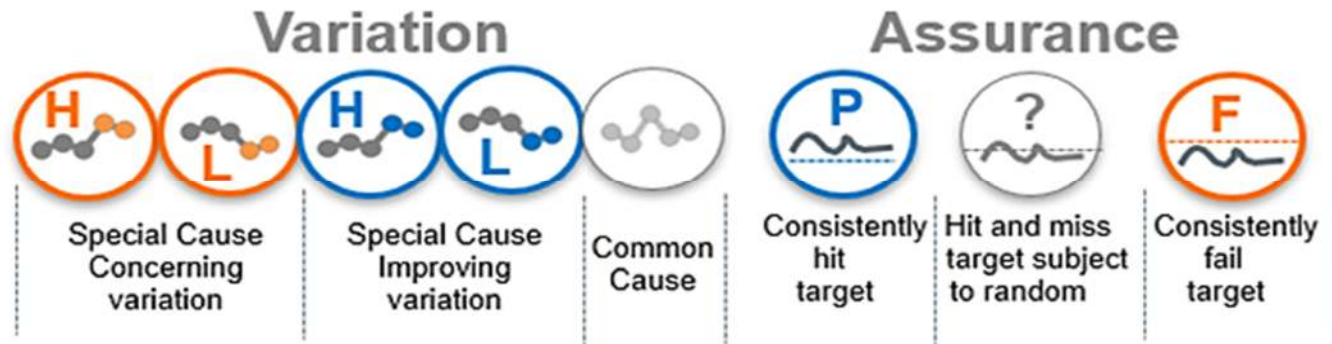 Variation
Assurance
H
L
H
L
P
?
F
Special Cause
Concerning
variation
Special Cause
Improving
variation
Common
Cause
Consistently
hit
target
Hit and miss
target subject
to random
Consistently
fail
target